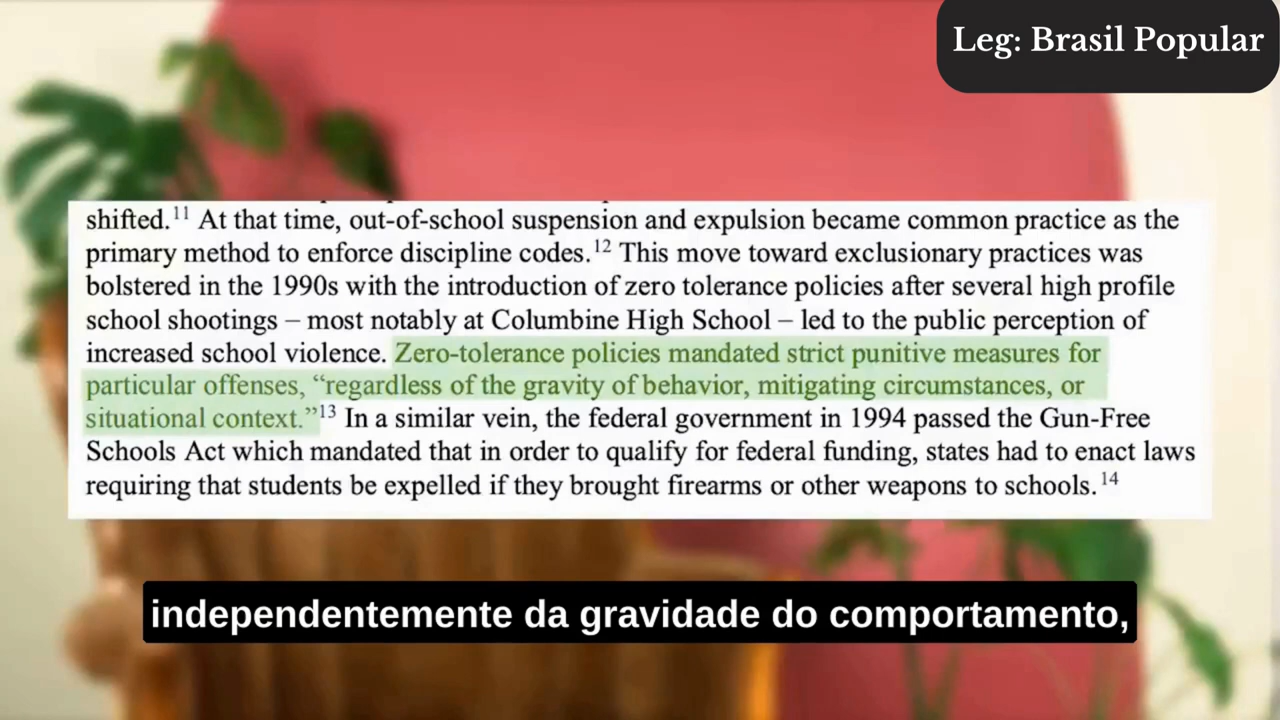 Leg: Brasil Popular
shifted.11 At that time, out-of-school suspension and expulsion became common practice as the
primary method to enforce discipline codes.12 This move toward exclusionary practices was
bolstered in the 1990s with the introduction of zero tolerance policies after several high profile
school shootings – most notably at Columbine High School – led to the public perception of
increased school violence. Zero-tolerance policies mandated strict punitive measures for
particular offenses, “regardless of the gravity of behavior, mitigating circumstances, or
situational context.”13 In a similar vein, the federal government in 1994 passed the Gun-Free
Schools Act which mandated that in order to qualify for federal funding, states had to enact laws
requiring that students be expelled if they brought firearms or other weapons to schools.14
independentemente da gravidade do comportamento,